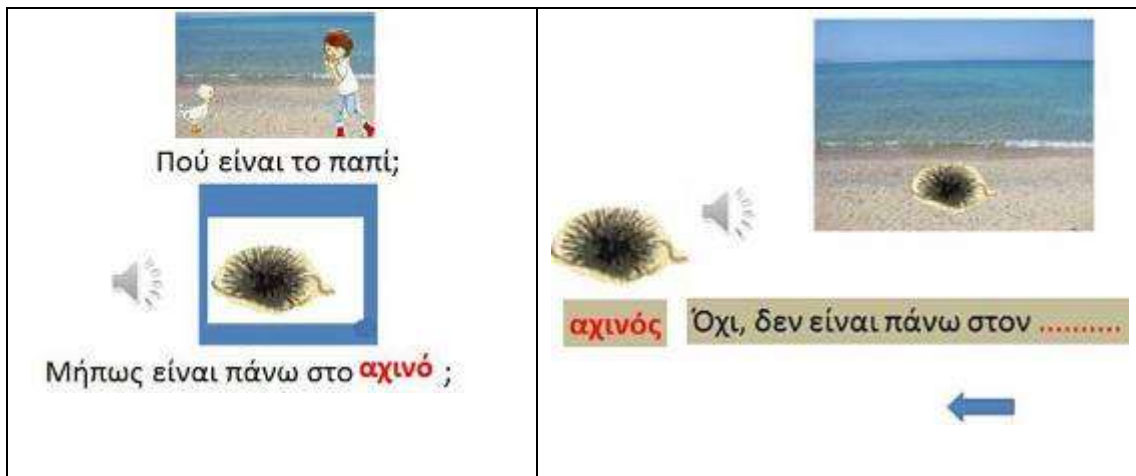 Πού είναι το παπί;
Μήπως είναι πάνω στο αχινό ;
αχινός
Όχι, δεν είναι πάνω στον ..........